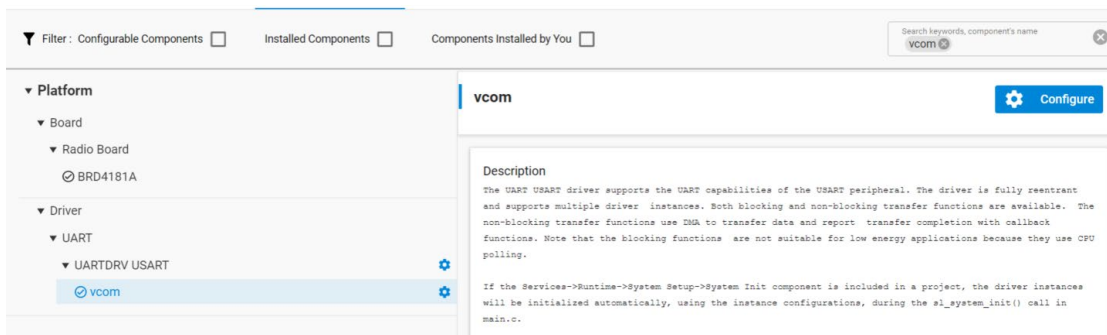 Filter : Configurable Components
Installed Components
Components Installed by You
Search keywords, component's name
vcom
Platform
Board
Radio Board
BRD4181A
Driver
UART
UARTDRV USART
vcom
vcom
Configure
Description
The UART USART driver supports the UART capabilities of the USART peripheral. The driver is fully reentrant
and supports multiple driver instances. Both blocking and non-blocking transfer functions are available. The
non-blocking transfer functions use DMA to transfer data and report transfer completion with callback
functions. Note that the blocking functions are not suitable for low energy applications because they use CPU
polling.
If the Services->Runtime->System Setup->System Init component is included in a project, the driver instances
will be initialized automatically, using the instance configurations, during the sl_system_init() call in
main.c.